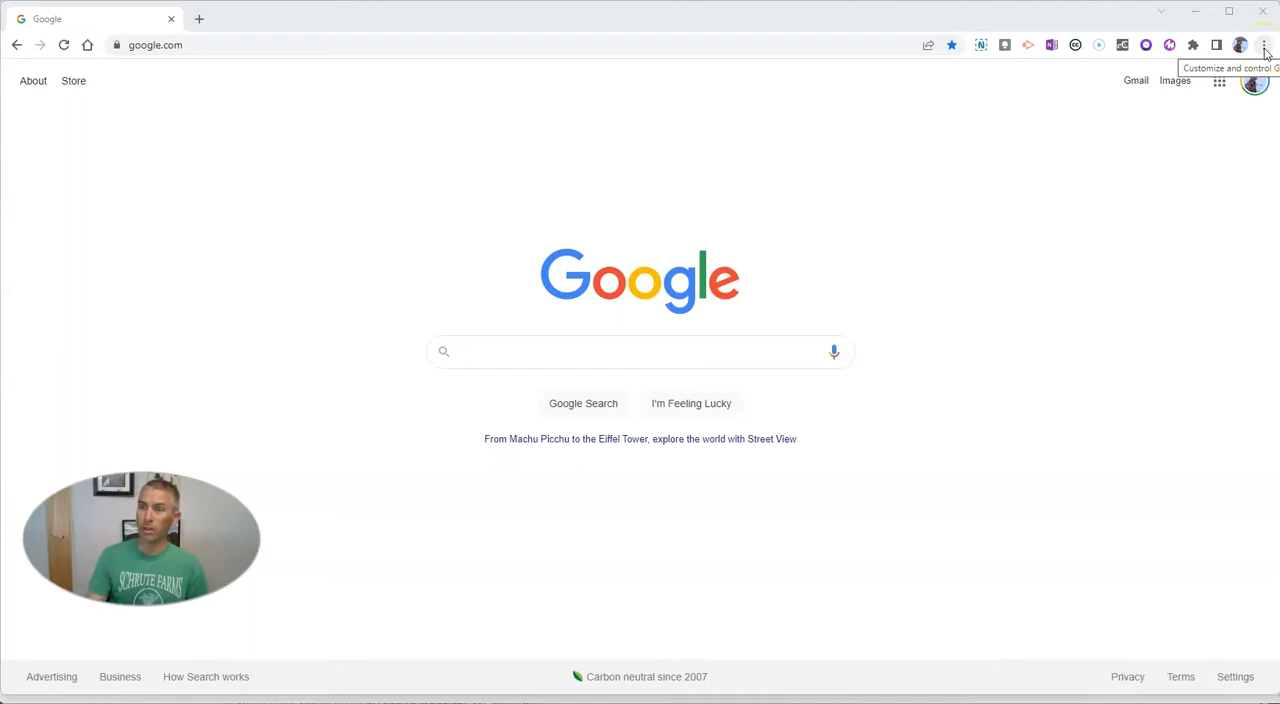 Google
google.com
Customize and control G
About
Store
Gmail
Images
Google
Google Search
I'm Feeling Lucky
From Machu Picchu to the Eiffel Tower, explore the world with Street View
SCHRUTE FARMS
Advertising
Business
How Search works
Carbon neutral since 2007
Privacy
Terms
Settings